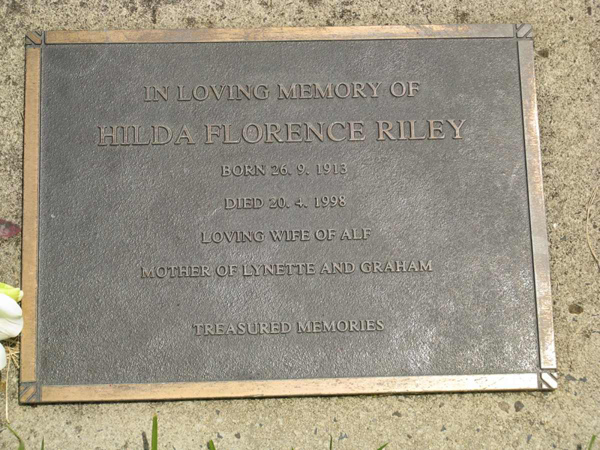 IN LOVING MEMORY OF
HILDA FLORENCE RILEY
BORN 26. 9. 1913
DIED 20. 4. 1998
LOVING WIFE OF ALF
MOTHER OF LYNETTE AND GRAHAM
TREASURED MEMORIES